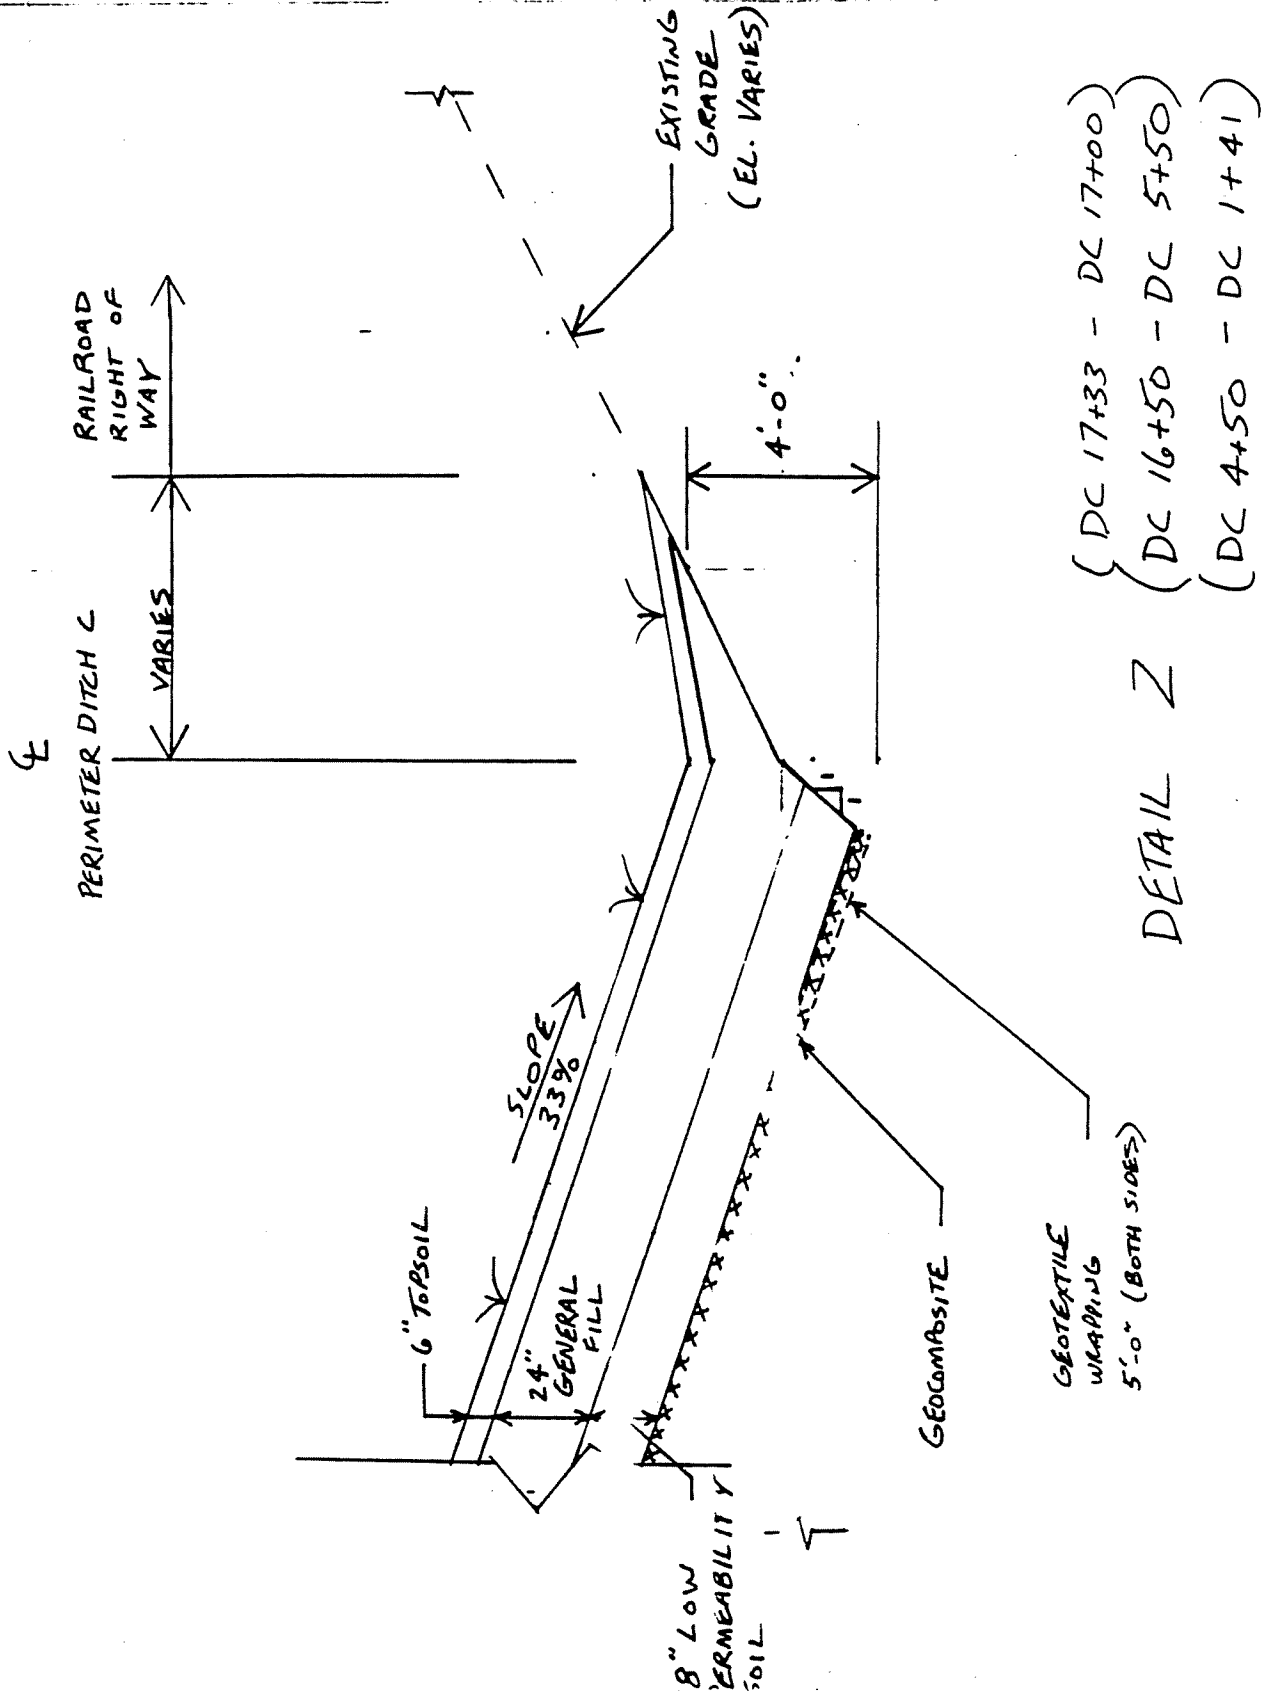 ℄
PERIMETER DITCH C
VARIES
RAILROAD
RIGHT OF
WAY
EXISTING
GRADE
(EL. VARIES)
SLOPE
33%
6" TOPSOIL
24"
GENERAL
FILL
4'-0"
1
1
8" LOW
PERMEABILITY
SOIL
GEOCOMPOSITE
GEOTEXTILE
WRAPPING
5'-0" (BOTH SIDES)
DETAIL 2
(DC 17+33 - DC 17+00)
(DC 16+50 - DC 5+50)
(DC 4+50 - DC 1+41)